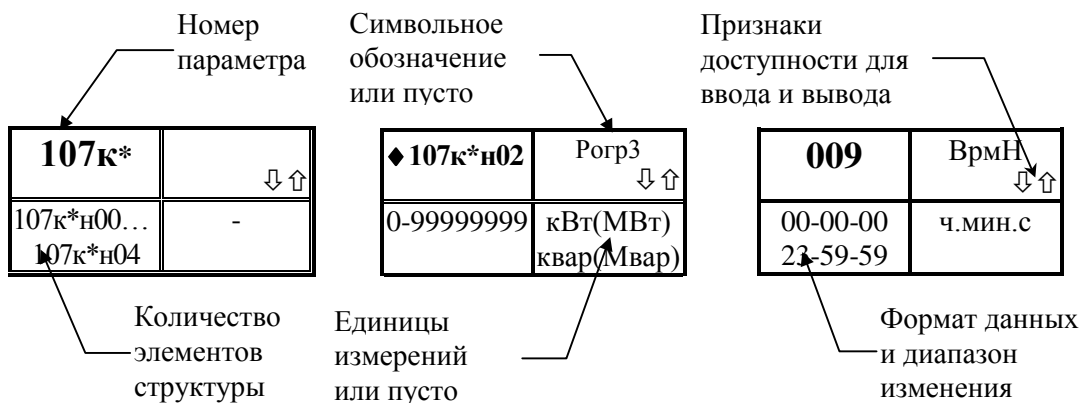 Номер
параметра
Символьное
обозначение
или пусто
Признаки
доступности для
ввода и вывода
107к*
⇩⇧
107к*н00…
107к*н04
-
♦107к*н02
Рогр3
⇩⇧
0-99999999
кВт(МВт)
квар(Мвар)
009
ВрмН
⇩⇧
00-00-00
23-59-59
ч.мин.с
Количество
элементов
структуры
Единицы
измерений
или пусто
Формат данных
и диапазон
изменения